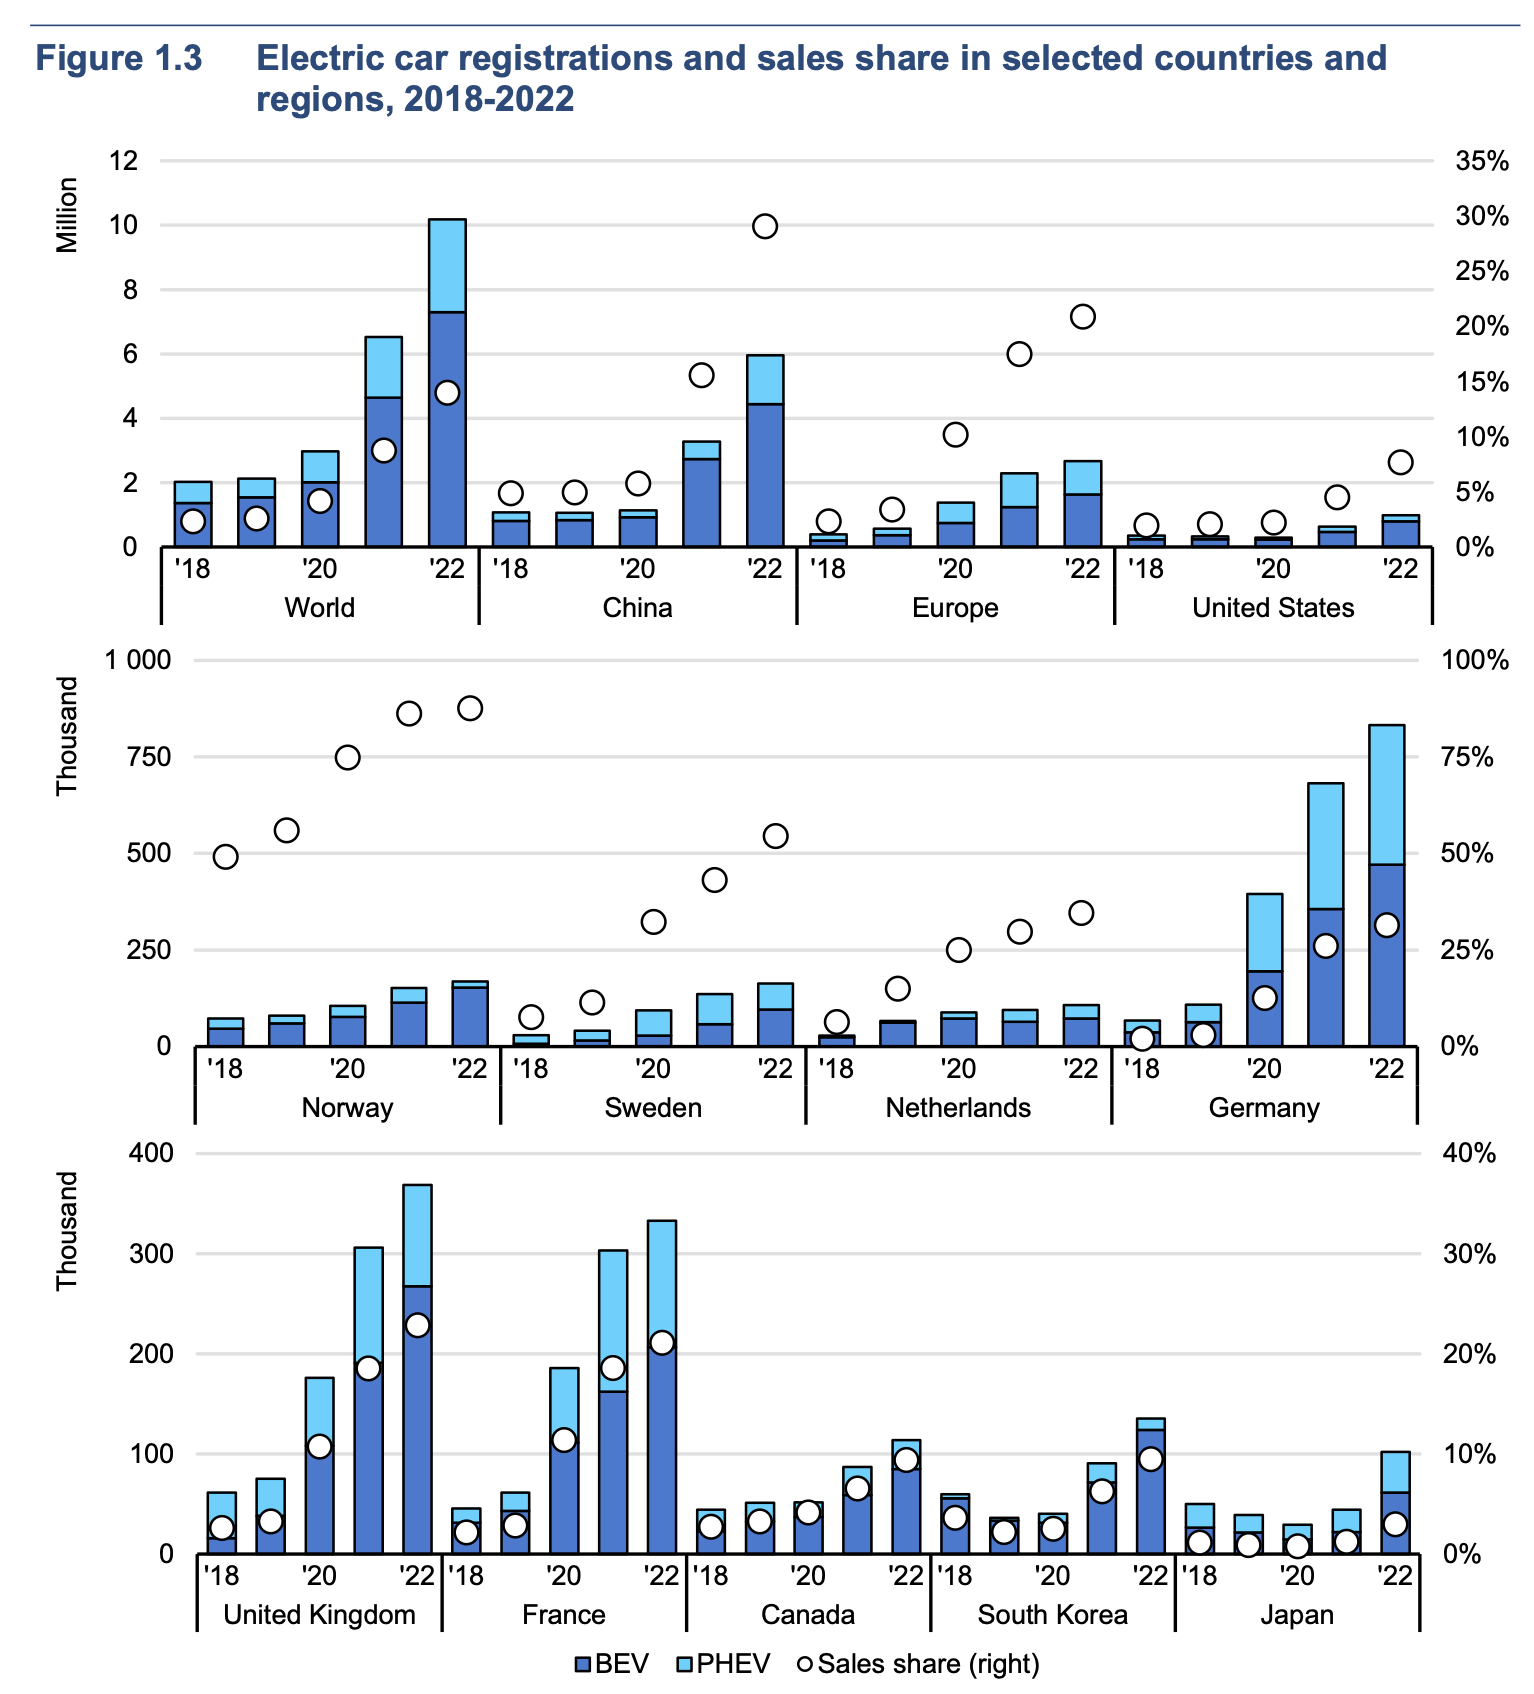 Figure 1.3 Electric car registrations and sales share in selected countries and
regions, 2018-2022
Million
12
10
8
6
4
2
0
35%
30%
25%
20%
15%
10%
5%
0%
'18 '20 '22 '18 '20 '22 '18 '20 '22 '18 '20 '22
World China Europe United States
Thousand
1 000
750
500
250
0
100%
75%
50%
25%
0%
'18 '20 '22 '18 '20 '22 '18 '20 '22 '18 '20 '22
Norway Sweden Netherlands Germany
Thousand
400
300
200
100
0
40%
30%
20%
10%
0%
'18 '20 '22 '18 '20 '22 '18 '20 '22 '18 '20 '22 '18 '20 '22
United Kingdom France Canada South Korea Japan
BEV PHEV Sales share (right)